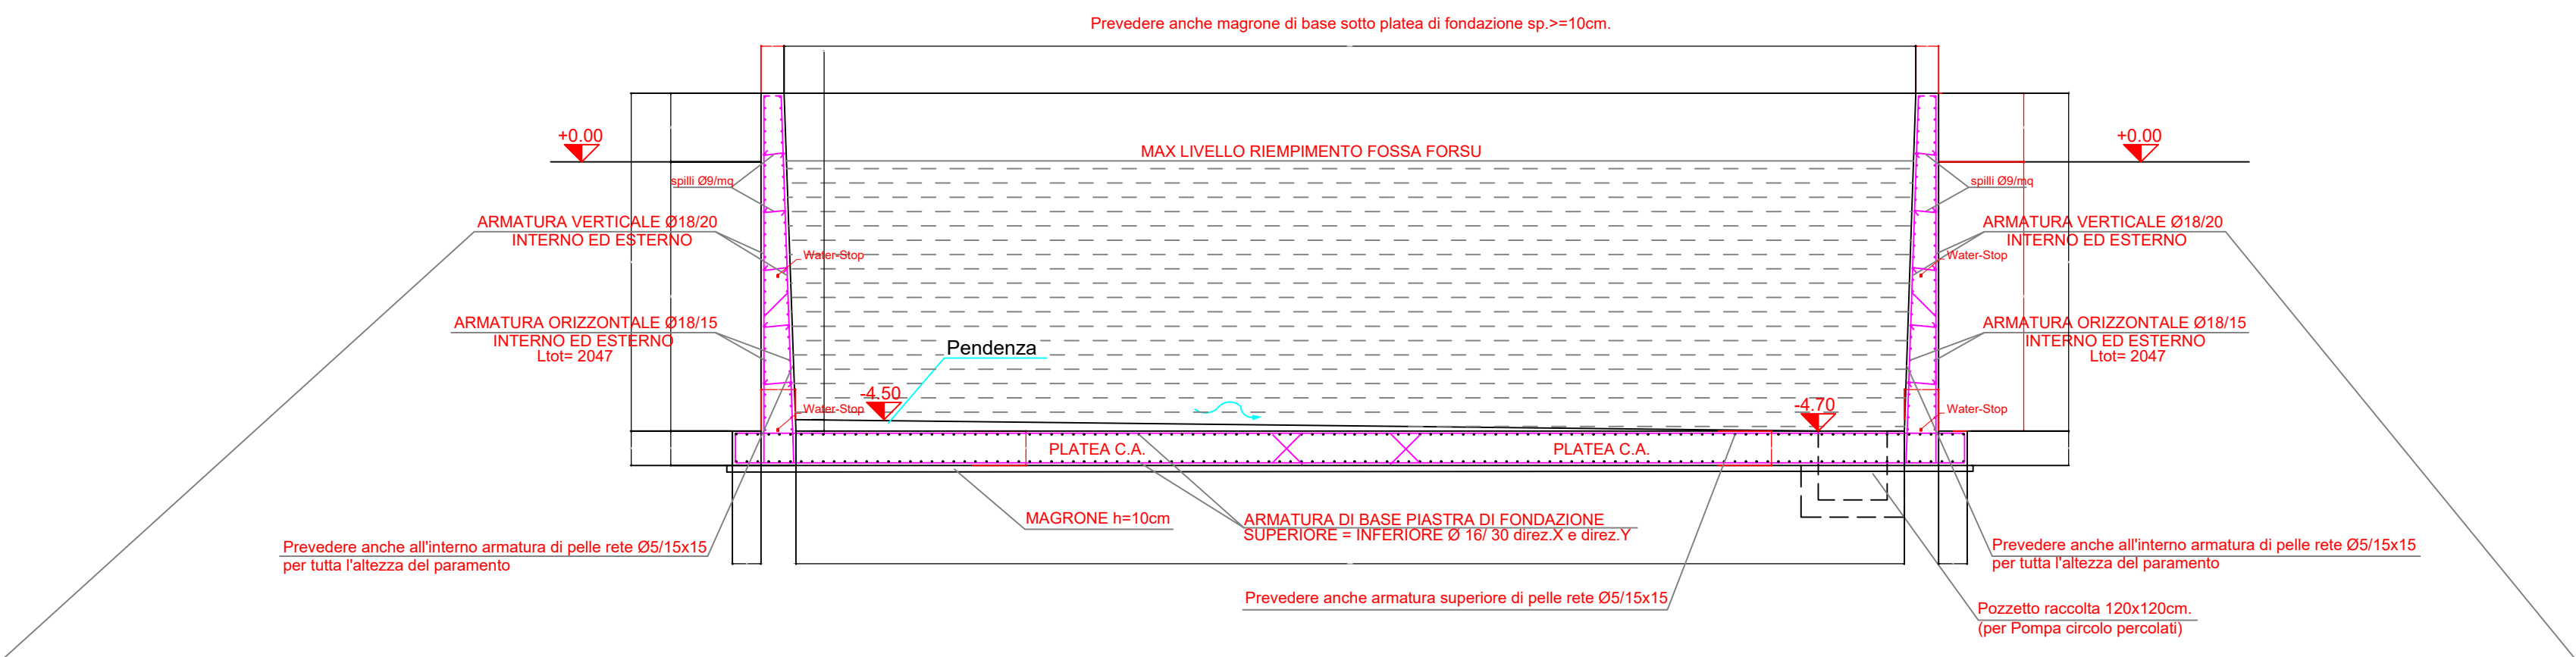 Prevedere anche magrone di base sotto platea di fondazione sp.>=10cm.
+0.00
+0.00
MAX LIVELLO RIEMPIMENTO FOSSA FORSU
spilli Ø9/mq
spilli Ø9/mq
ARMATURA VERTICALE Ø18/20
INTERNO ED ESTERNO
ARMATURA VERTICALE Ø18/20
INTERNO ED ESTERNO
Water-Stop
Water-Stop
ARMATURA ORIZZONTALE Ø18/15
INTERNO ED ESTERNO
Ltot= 2047
ARMATURA ORIZZONTALE Ø18/15
INTERNO ED ESTERNO
Ltot= 2047
Pendenza
-4.50
-4.70
Water-Stop
Water-Stop
PLATEA C.A.
PLATEA C.A.
MAGRONE h=10cm
ARMATURA DI BASE PIASTRA DI FONDAZIONE
SUPERIORE = INFERIORE Ø 16/ 30 direz.X e direz.Y
Prevedere anche all'interno armatura di pelle rete Ø5/15x15
per tutta l'altezza del paramento
Prevedere anche all'interno armatura di pelle rete Ø5/15x15
per tutta l'altezza del paramento
Prevedere anche armatura superiore di pelle rete Ø5/15x15
Pozzetto raccolta 120x120cm.
(per Pompa circolo percolati)